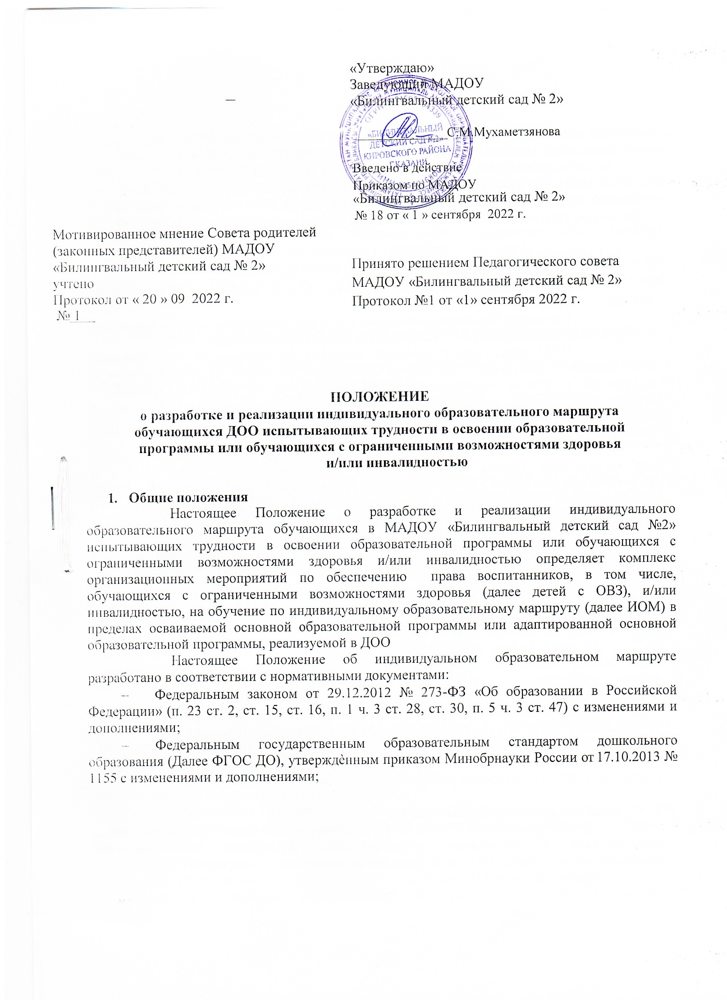 «Утверждаю»
Заведующий МАДОУ
«Билингвальный детский сад № 2»
С.М.Мухаметзянова
«БИЛИНГВАЛЬНЫЙ
ДЕТСКИЙ САД №2»
КИРОВСКОГО РАЙОНА
Г.КАЗАНИ
Введено в действие
Приказом по МАДОУ
«Билингвальный детский сад № 2»
№ 18 от « 1 » сентября 2022 г.
Мотивированное мнение Совета родителей
(законных представителей) МАДОУ
«Билингвальный детский сад № 2»
учтено
Протокол от « 20 » 09 2022 г.
№ 1
Принято решением Педагогического совета
МАДОУ «Билингвальный детский сад № 2»
Протокол №1 от «1» сентября 2022 г.
ПОЛОЖЕНИЕ
о разработке и реализации индивидуального образовательного маршрута
обучающихся ДОО испытывающих трудности в освоении образовательной
программы или обучающихся с ограниченными возможностями здоровья
и/или инвалидностью
1. Общие положения
Настоящее Положение о разработке и реализации индивидуального
образовательного маршрута обучающихся в МАДОУ «Билингвальный детский сад №2»
испытывающих трудности в освоении образовательной программы или обучающихся с
ограниченными возможностями здоровья и/или инвалидностью определяет комплекс
организационных мероприятий по обеспечению права воспитанников, в том числе,
обучающихся с ограниченными возможностями здоровья (далее детей с ОВЗ), и/или
инвалидностью, на обучение по индивидуальному образовательному маршруту (далее ИОМ) в
пределах осваиваемой основной образовательной программы или адаптированной основной
образовательной программы, реализуемой в ДОО
Настоящее Положение об индивидуальном образовательном маршруте
разработано в соответствии с нормативными документами:
– Федеральным законом от 29.12.2012 № 273-ФЗ «Об образовании в Российской
Федерации» (п. 23 ст. 2, ст. 15, ст. 16, п. 1 ч. 3 ст. 28, ст. 30, п. 5 ч. 3 ст. 47) с изменениями и
дополнениями;
– Федеральным государственным образовательным стандартом дошкольного
образования (Далее ФГОС ДО), утверждѐнным приказом Минобрнауки России от 17.10.2013 №
1155 с изменениями и дополнениями;